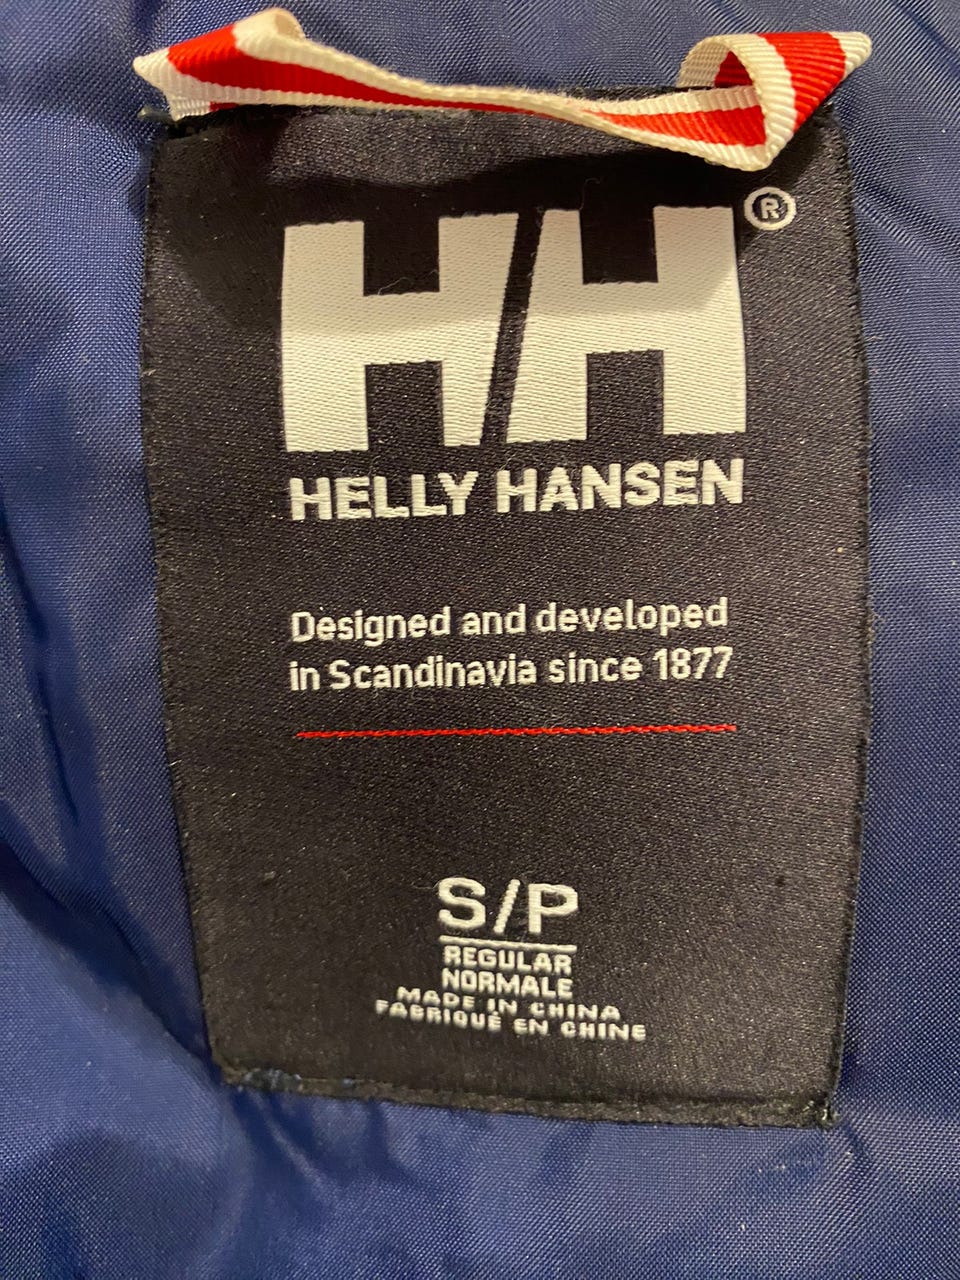 HH®
HELLY HANSEN
Designed and developed
in Scandinavia since 1877
S/P
REGULAR
NORMALE
MADE IN CHINA
FABRIQUÉ EN CHINE